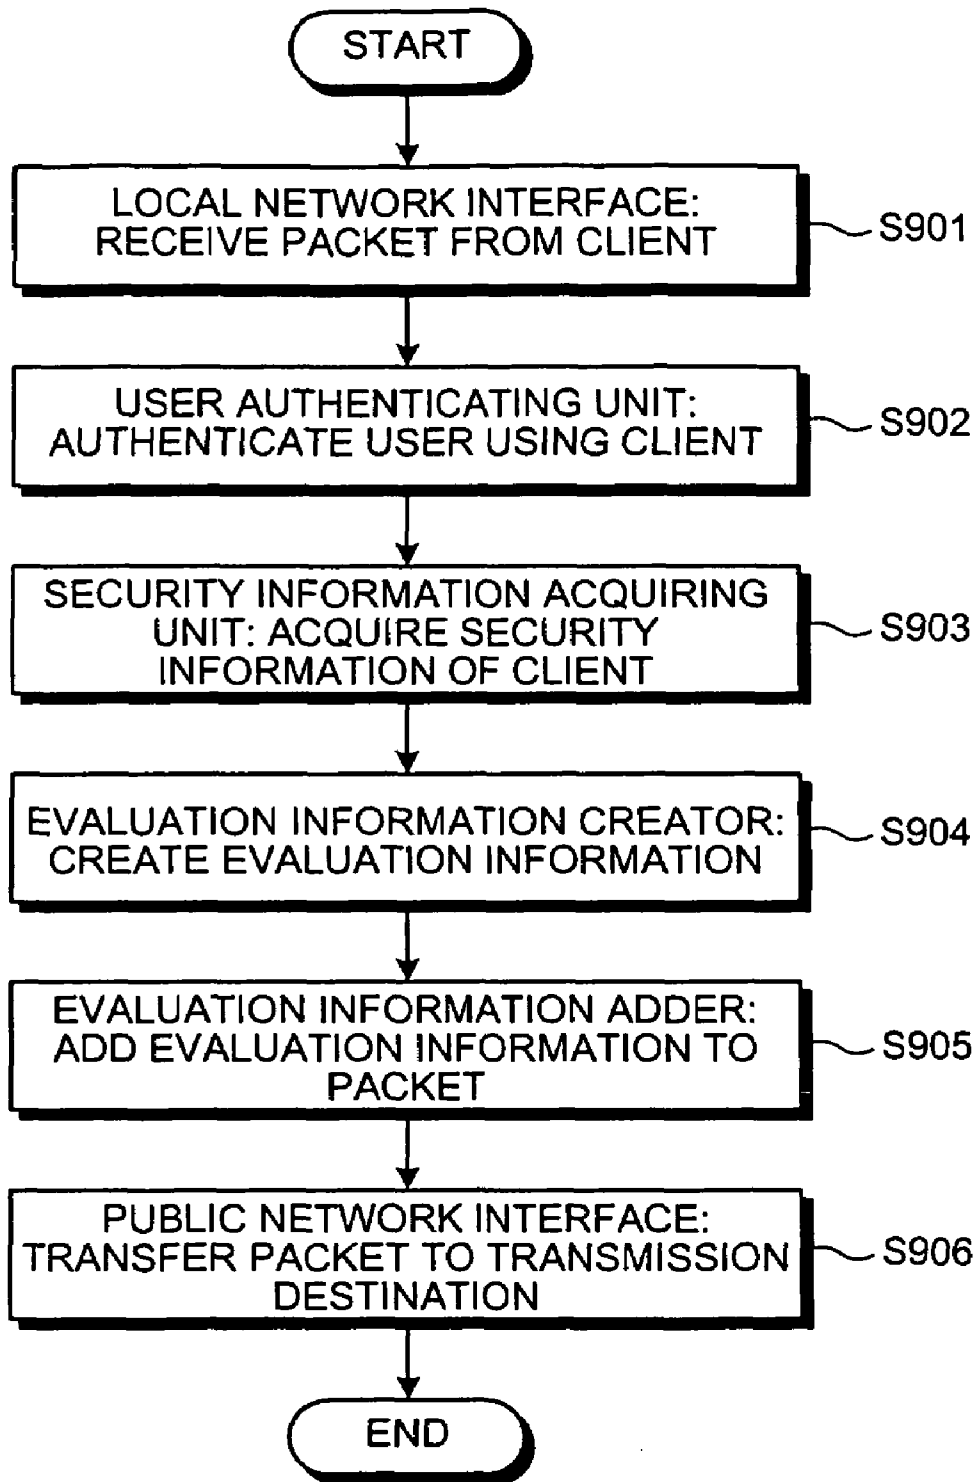 START
LOCAL NETWORK INTERFACE:
RECEIVE PACKET FROM CLIENT
S901
USER AUTHENTICATING UNIT:
AUTHENTICATE USER USING CLIENT
S902
SECURITY INFORMATION ACQUIRING
UNIT: ACQUIRE SECURITY
INFORMATION OF CLIENT
S903
EVALUATION INFORMATION CREATOR:
CREATE EVALUATION INFORMATION
S904
EVALUATION INFORMATION ADDER:
ADD EVALUATION INFORMATION TO
PACKET
S905
PUBLIC NETWORK INTERFACE:
TRANSFER PACKET TO TRANSMISSION
DESTINATION
S906
END